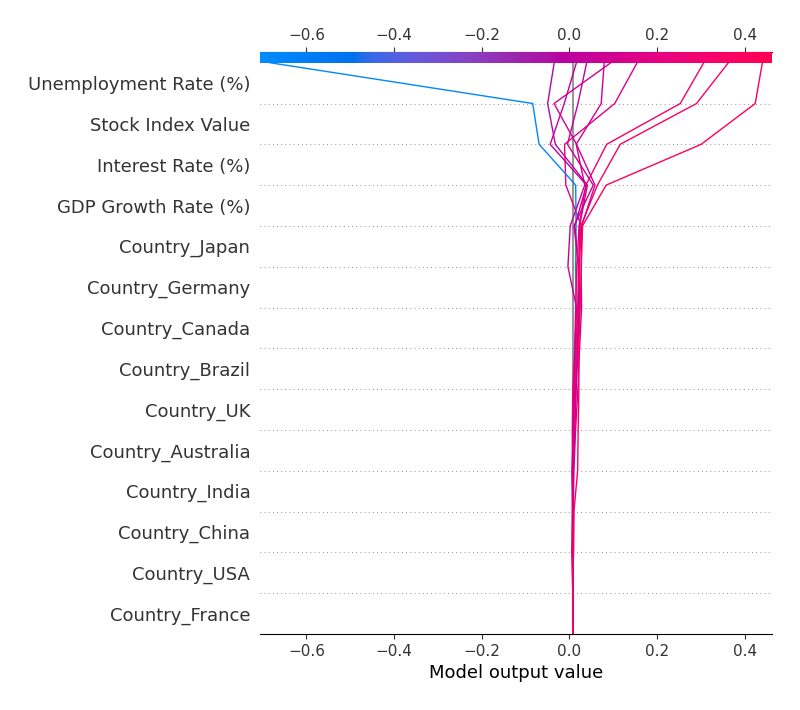 −0.6 −0.4 −0.2 0.0 0.2 0.4
Unemployment Rate (%)
Stock Index Value
Interest Rate (%)
GDP Growth Rate (%)
Country_Japan
Country_Germany
Country_Canada
Country_Brazil
Country_UK
Country_Australia
Country_India
Country_China
Country_USA
Country_France
−0.6 −0.4 −0.2 0.0 0.2 0.4
Model output value